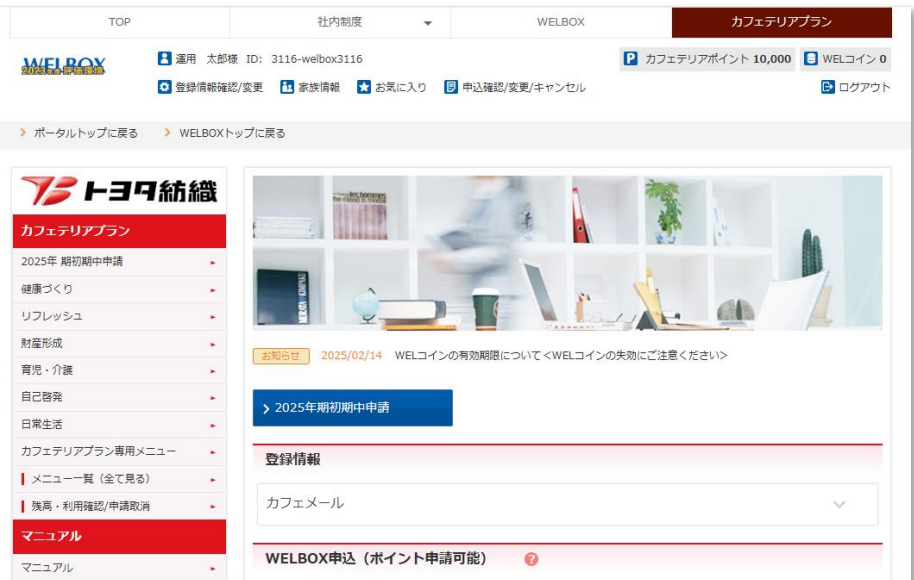 TOP 社内制度 WELBOX カフェテリアプラン
WELBOX
運用 太郎様 ID: 3116-welbox3116 P カフェテリアポイント 10,000 WELコイン 0
登録情報確認/変更 家族情報 お気に入り 申込確認/変更/キャンセル ログアウト
ポータルトップに戻る WELBOXトップに戻る
トヨタ紡織
カフェテリアプラン
2025年 期初期中申請
健康づくり
リフレッシュ
財産形成
育児・介護
自己啓発
日常生活
カフェテリアプラン専用メニュー
メニュー一覧（全て見る）
残高・利用確認/申請取消
マニュアル
マニュアル
les hommes
お知らせ 2025/02/14 WELコインの有効期限について<WELコインの失効にご注意ください>
2025年期初期中申請
登録情報
カフェメール
WELBOX申込（ポイント申請可能） ?